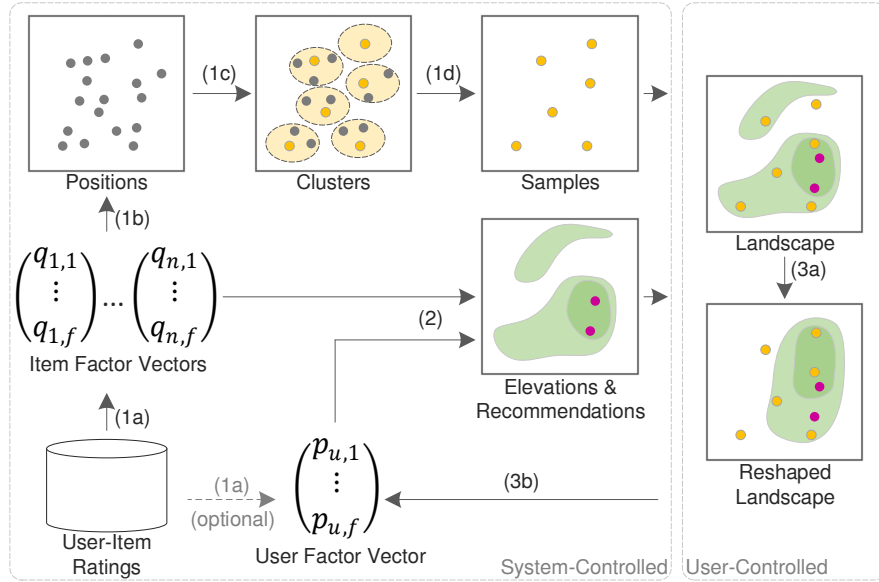 (1c)
(1d)
Positions
Clusters
Samples
Landscape
(1b)
(3a)
q1,1
⋮
q1,f
...
qn,1
⋮
qn,f
(2)
Item Factor Vectors
Elevations &
Recommendations
(1a)
pu,1
⋮
pu,f
(1a)
(optional)
(3b)
Reshaped
Landscape
User-Item
Ratings
User Factor Vector
System-Controlled
User-Controlled